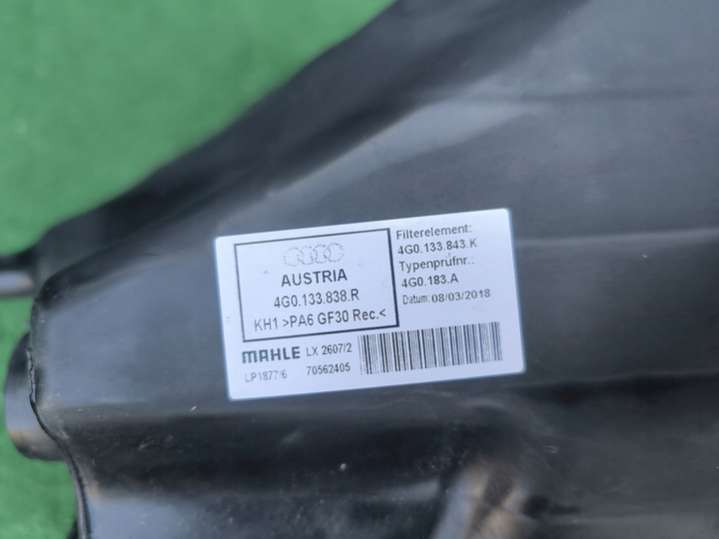 AUSTRIA
4G0.133.838.R
KH1 >PA6 GF30 Rec.<
Filterelement:
4G0.133.843.K
Typenprüfnr.:
4G0.183.A
Datum: 08/03/2018
MAHLE LX 2607/2
LP1877/6 70562405